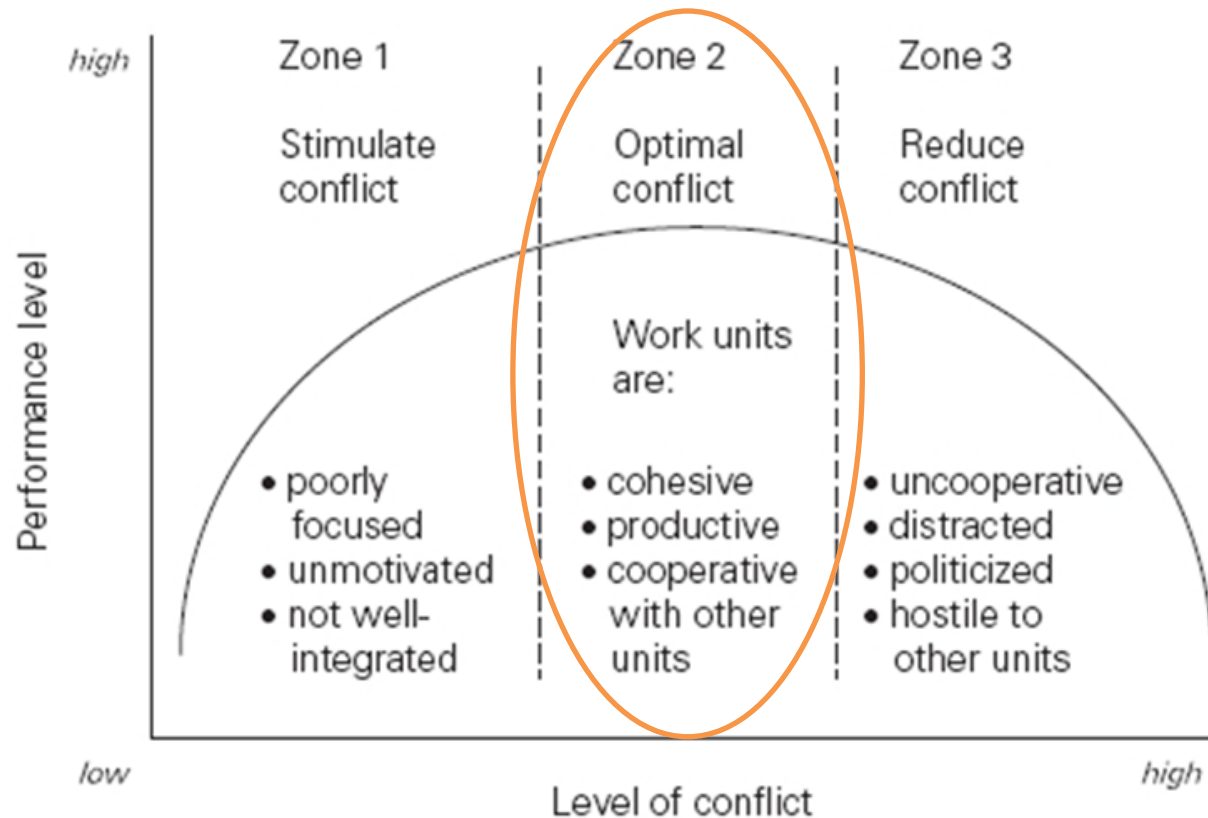 high
Zone 1
Stimulate
conflict
Zone 2
Optimal
conflict
Zone 3
Reduce
conflict
Performance level
Work units
are:
• poorly
focused
• unmotivated
• not well-
integrated
• cohesive
• productive
• cooperative
with other
units
• uncooperative
• distracted
• politicized
• hostile to
other units
low
Level of conflict
high